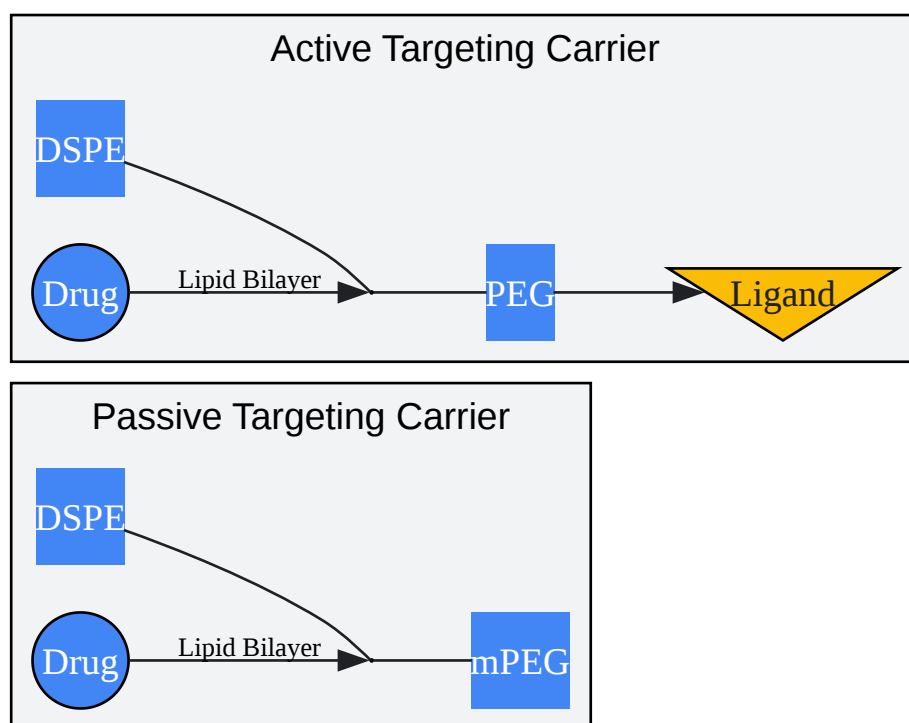 Active Targeting Carrier
DSPE
Drug
Lipid Bilayer
PEG
Ligand
Passive Targeting Carrier
DSPE
Drug
Lipid Bilayer
mPEG